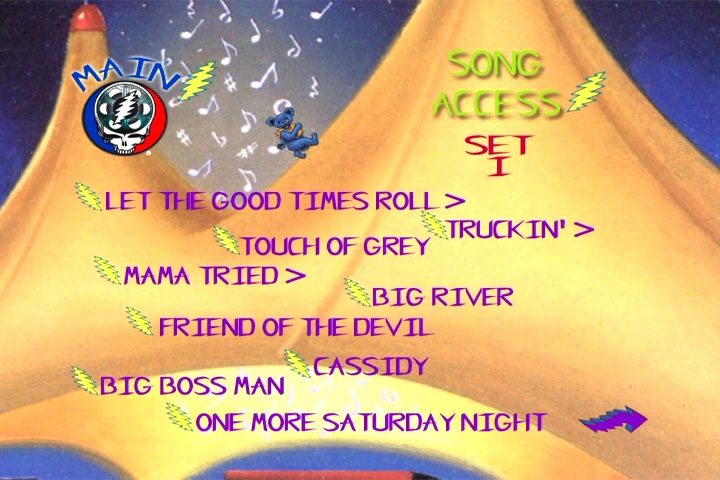 MAIN
SONG
ACCESS
SET
I
LET THE GOOD TIMES ROLL >
TRUCKIN' >
TOUCH OF GREY
MAMA TRIED >
BIG RIVER
FRIEND OF THE DEVIL
CASSIDY
BIG BOSS MAN
ONE MORE SATURDAY NIGHT